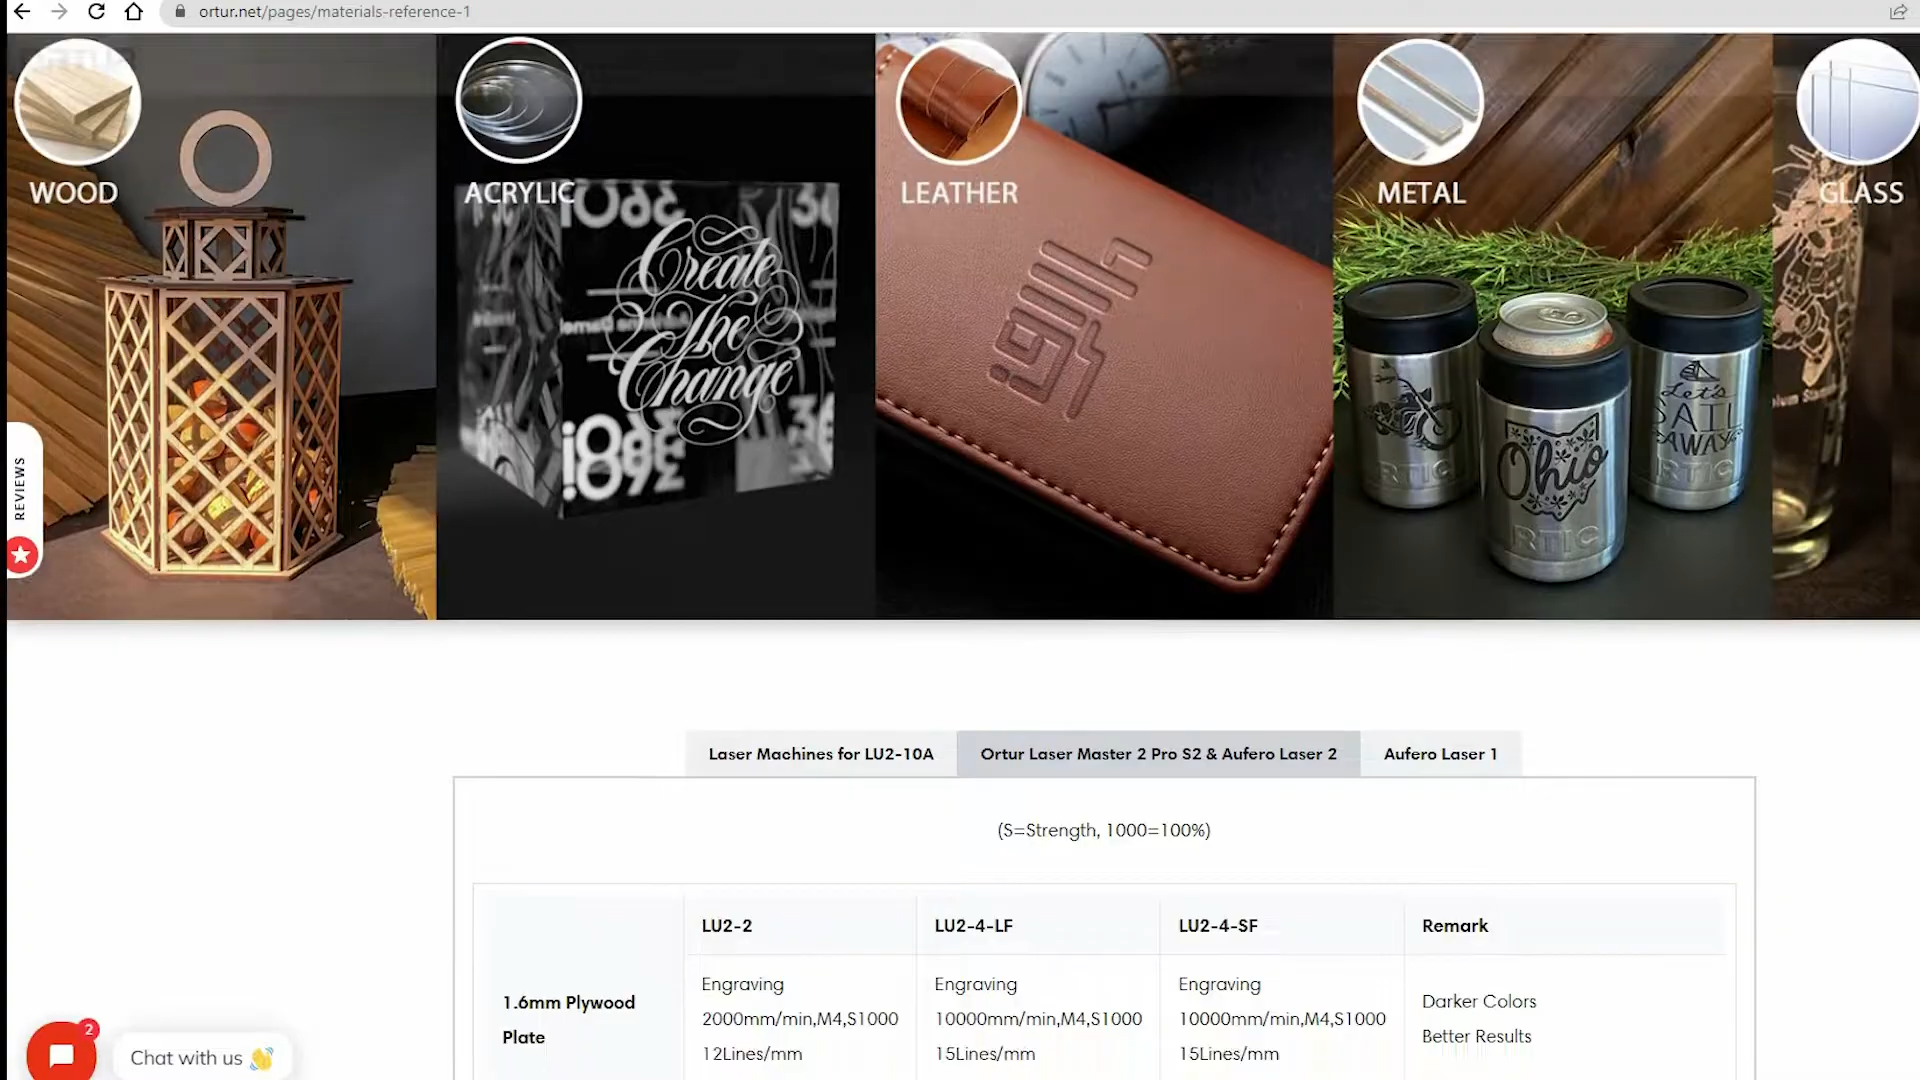 ortur.net/pages/materials-reference-1
WOOD
ACRYLIC
LEATHER
METAL
GLASS
Create
The
Change
Ohio
RTIC
Let's
SAIL
AWAY
RTIC
RTIC
REVIEWS
Laser Machines for LU2-10A
Ortur Laser Master 2 Pro S2 & Aufero Laser 2
Aufero Laser 1
(S=Strength, 1000=100%)
LU2-2
LU2-4-LF
LU2-4-SF
Remark
1.6mm Plywood
Plate
Engraving
2000mm/min,M4,S1000
12Lines/mm
Engraving
10000mm/min,M4,S1000
15Lines/mm
Engraving
10000mm/min,M4,S1000
15Lines/mm
Darker Colors
Better Results
2
Chat with us 👋